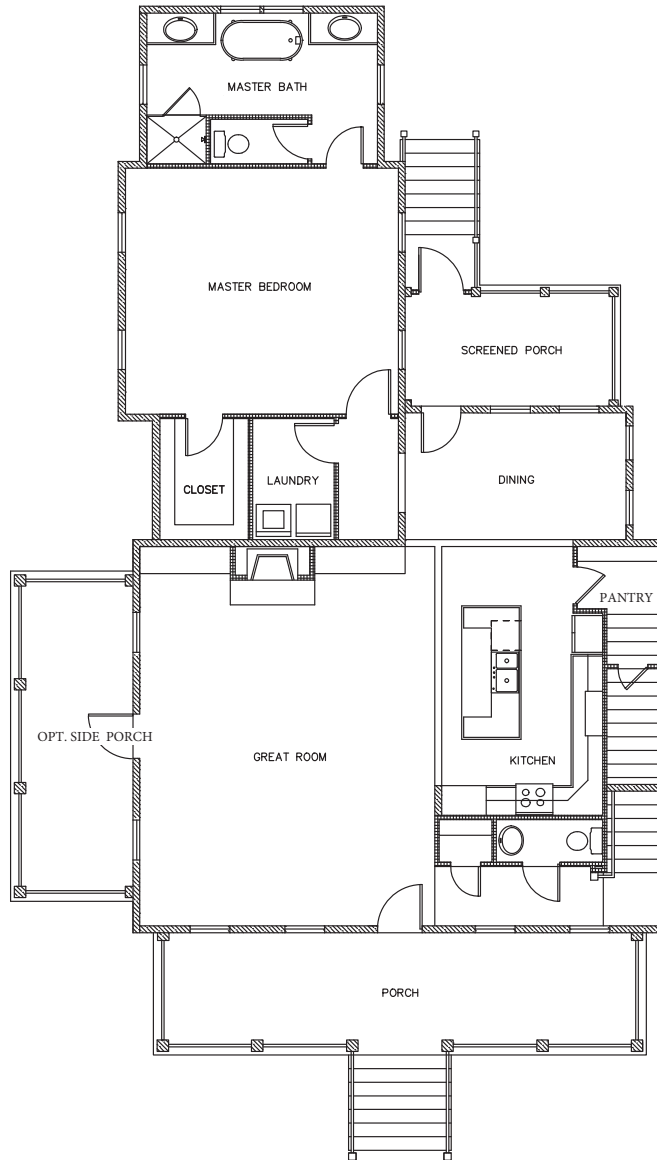 MASTER BATH
MASTER BEDROOM
SCREENED PORCH
CLOSET
LAUNDRY
DINING
PANTRY
OPT. SIDE PORCH
GREAT ROOM
KITCHEN
PORCH